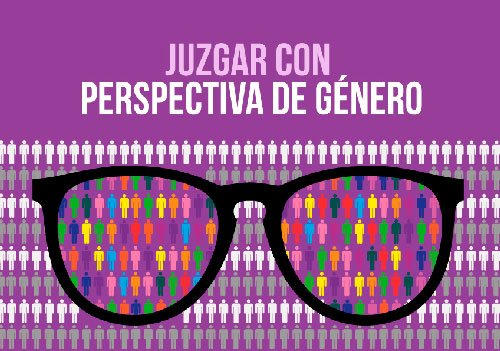 JUZGAR CON
PERSPECTIVA DE GÉNERO